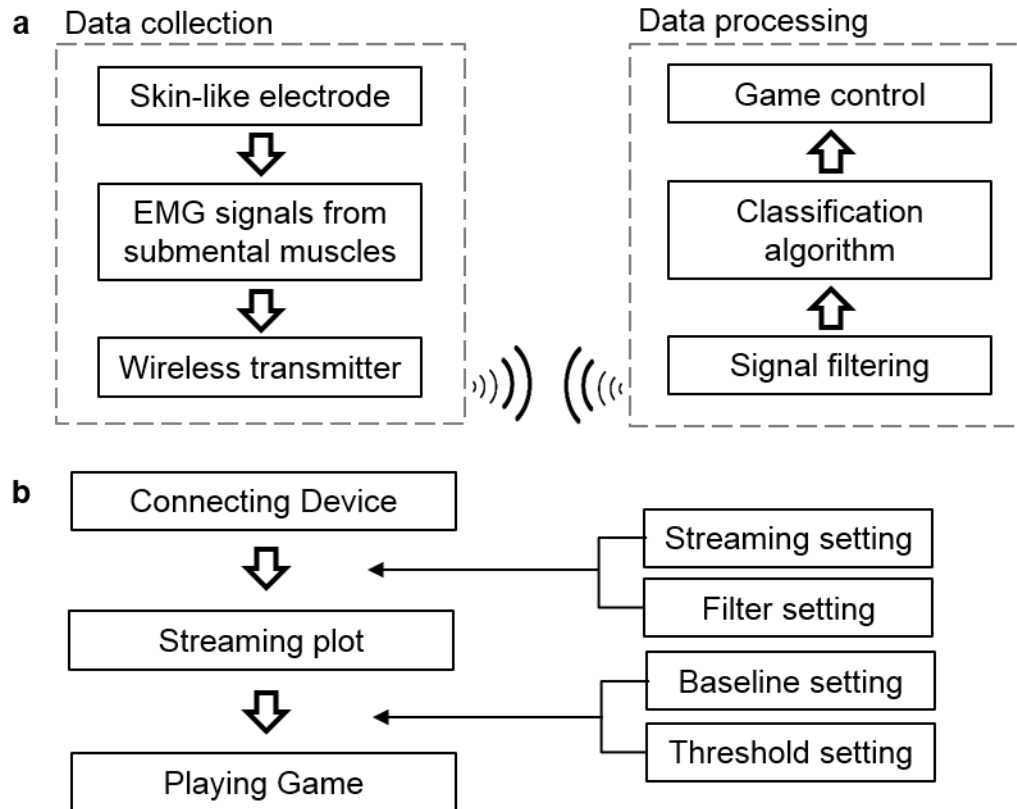 a
Data collection
Skin-like electrode
EMG signals from
submental muscles
Wireless transmitter
Data processing
Game control
Classification
algorithm
Signal filtering
b
Connecting Device
Streaming plot
Playing Game
Streaming setting
Filter setting
Baseline setting
Threshold setting